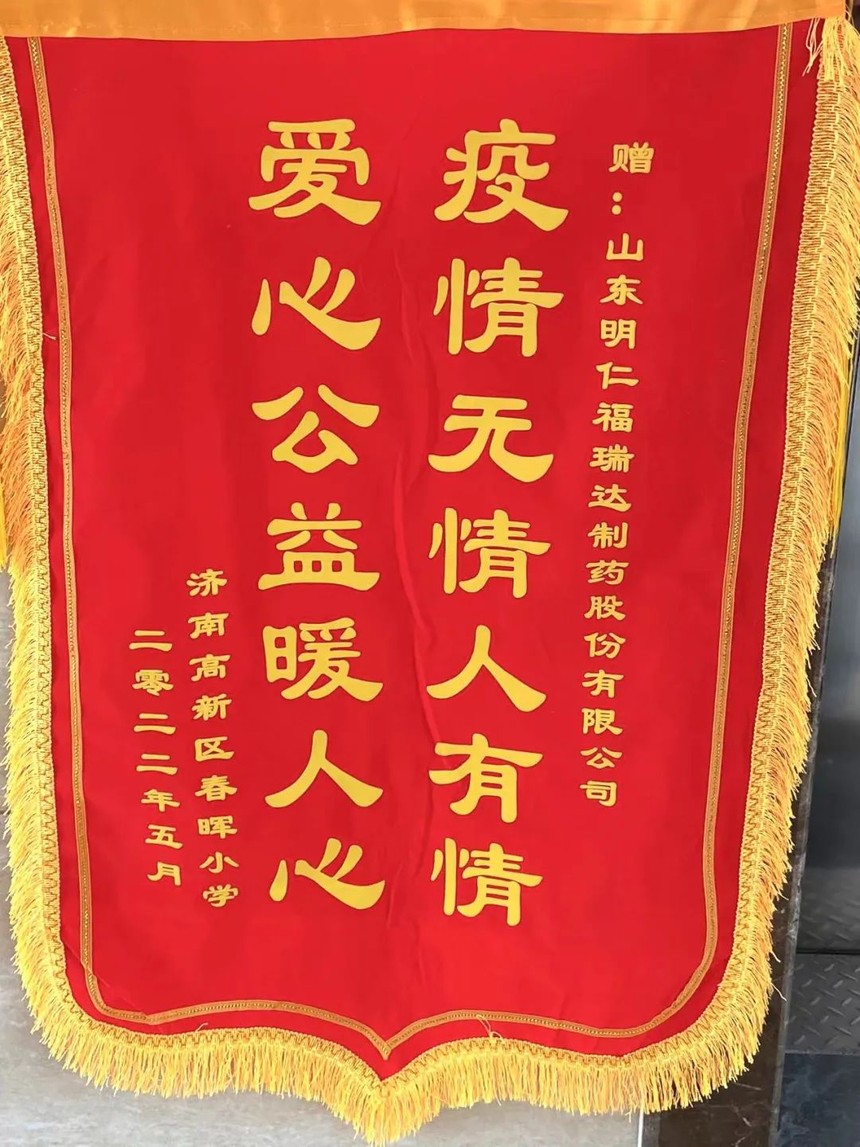 赠：山东明仁福瑞达制药股份有限公司
疫情无情人有情
爱心公益暖人心
济南高新区春晖小学
二零二二年五月